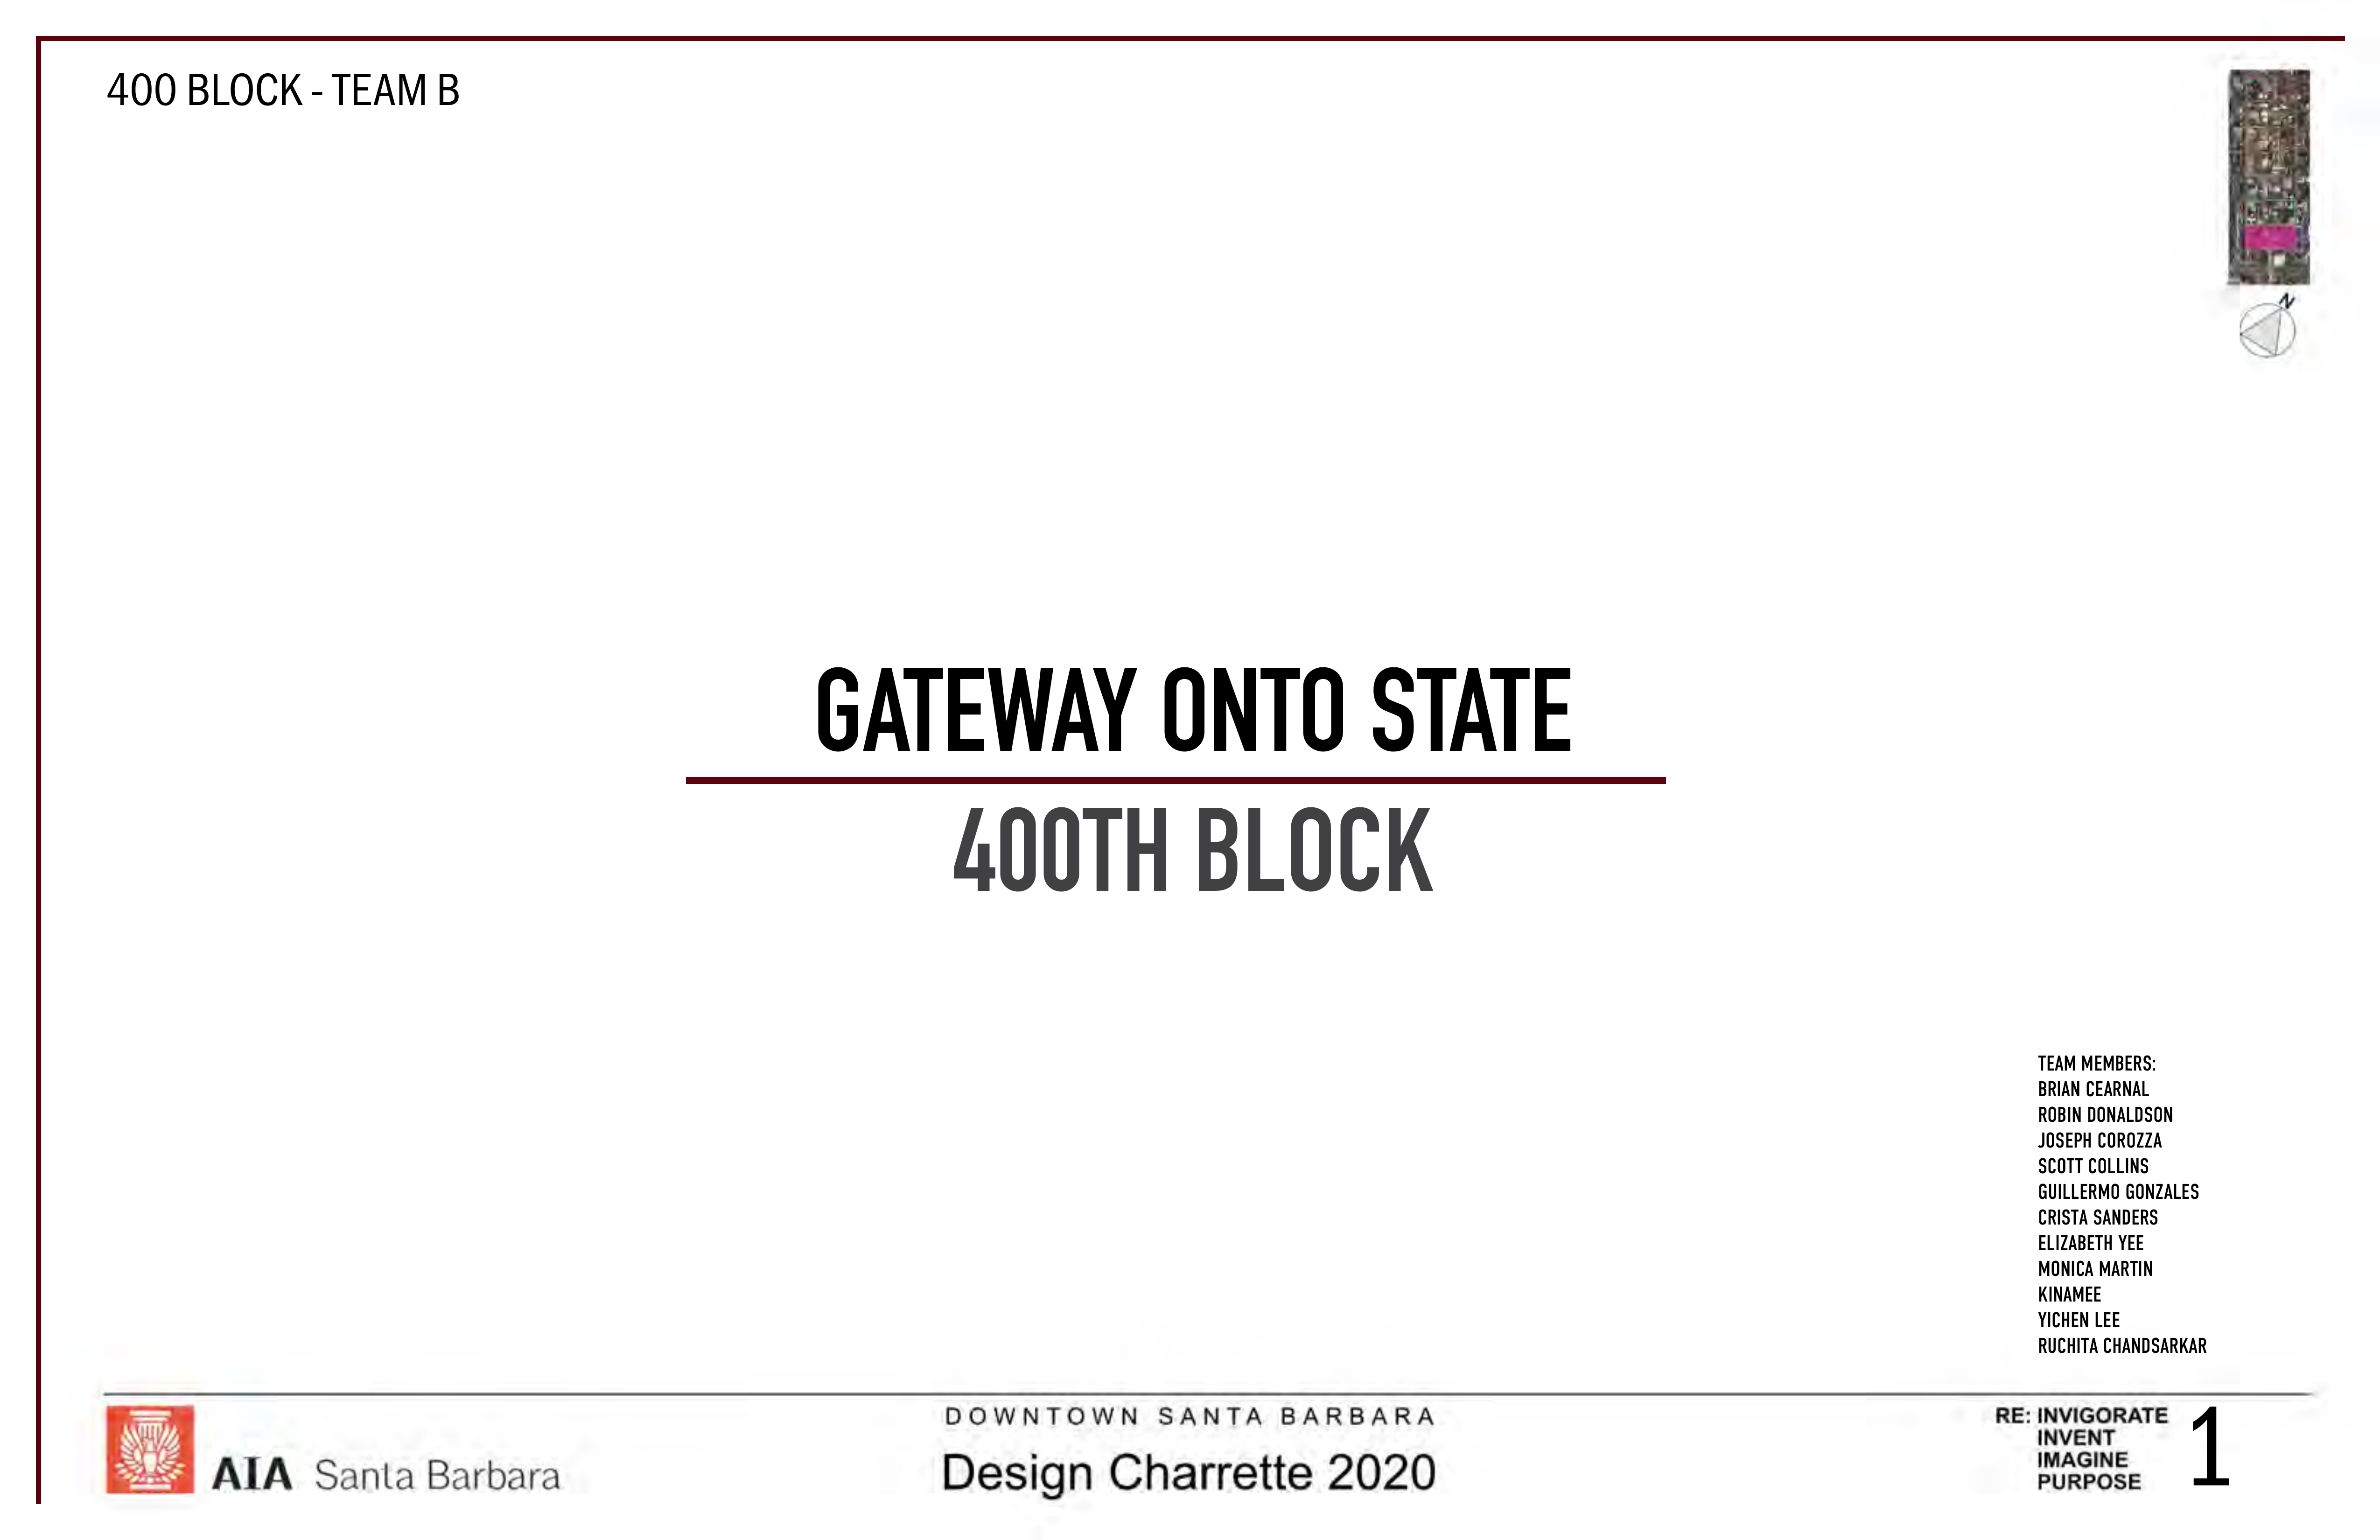 400 BLOCK - TEAM B
N
GATEWAY ONTO STATE
400TH BLOCK
TEAM MEMBERS:
BRIAN CEARNAL
ROBIN DONALDSON
JOSEPH COROZZA
SCOTT COLLINS
GUILLERMO GONZALES
CRISTA SANDERS
ELIZABETH YEE
MONICA MARTIN
KINAMEE
YICHEN LEE
RUCHITA CHANDSARKAR
AIA Santa Barbara
DOWNTOWN SANTA BARBARA
Design Charrette 2020
RE: INVIGORATE
INVENT
IMAGINE
PURPOSE
1